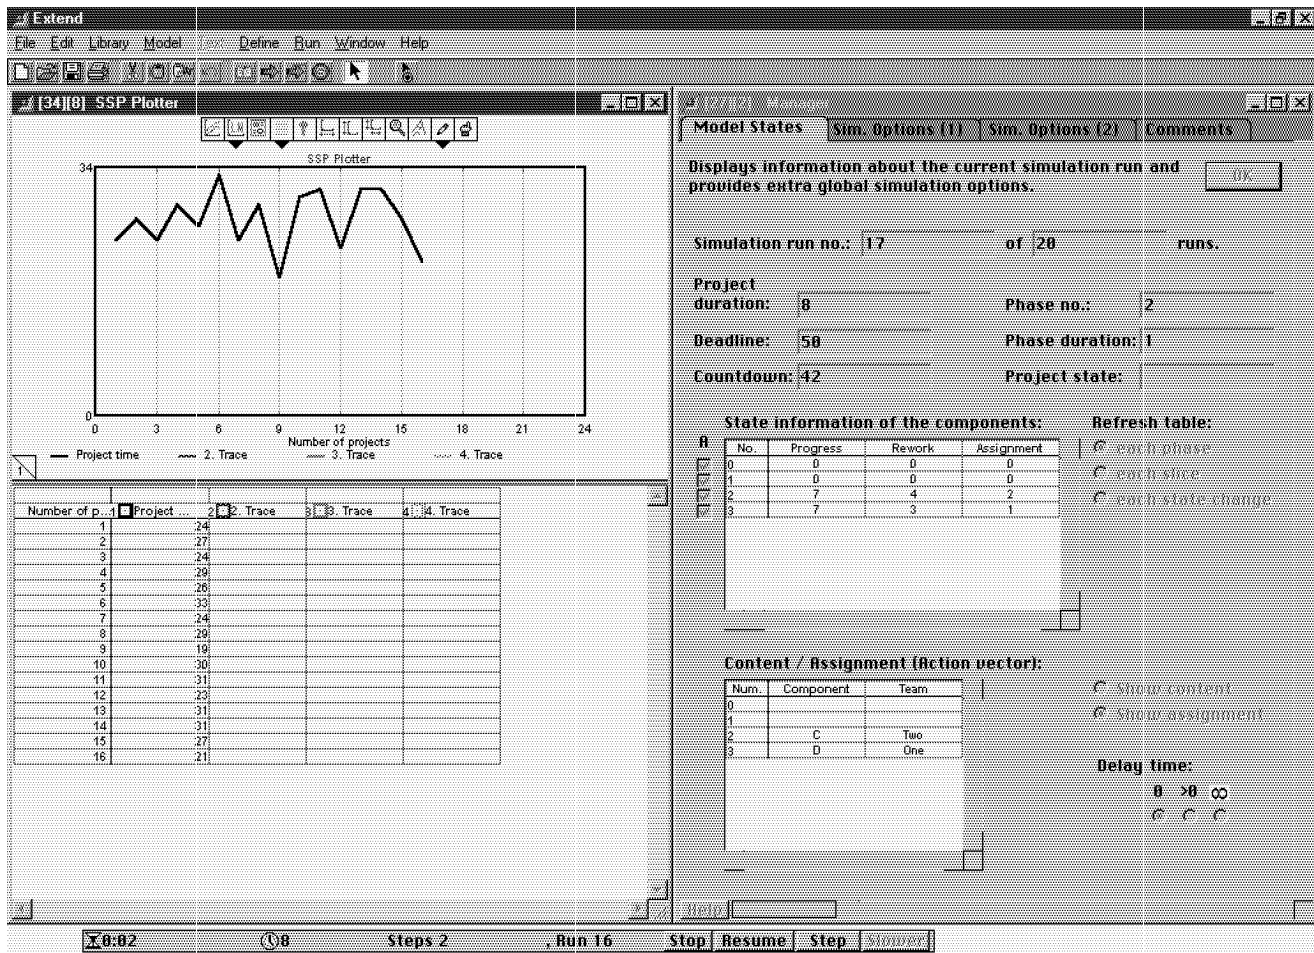 Extend
File Edit Library Model Text Define Run Window Help
[34][8] SSP Plotter
SSP Plotter
34
0
0 3 6 9 12 15 18 21 24
Number of projects
Project time 2. Trace 3. Trace 4. Trace
1
Number of p... 1 Project ... 2 2. Trace 3 3. Trace 4 4. Trace
1 24
2 27
3 24
4 29
5 26
6 33
7 24
8 29
9 19
10 30
11 31
12 23
13 31
14 31
15 27
16 21
Manager
Model States Sim. Options (1) Sim. Options (2) Comments
Displays information about the current simulation run and
provides extra global simulation options.
OK
Simulation run no.: 17 of 20 runs.
Project
duration: 8 Phase no.: 2
Deadline: 50 Phase duration: 1
Countdown: 42 Project state:
State information of the components: Refresh table:
A
No. Progress Rework Assignment
0 0 0 0
1 0 0 0
2 7 4 2
3 7 3 1
each phase
each slice
each state change
Content / Assignment (Action vector):
Num. Component Team
0
1
2 C Two
3 D One
Show content
Show assignment
Delay time:
0 >0 ∞
Help
0:02 8 Steps 2 , Run 16 Stop Resume Step Slower